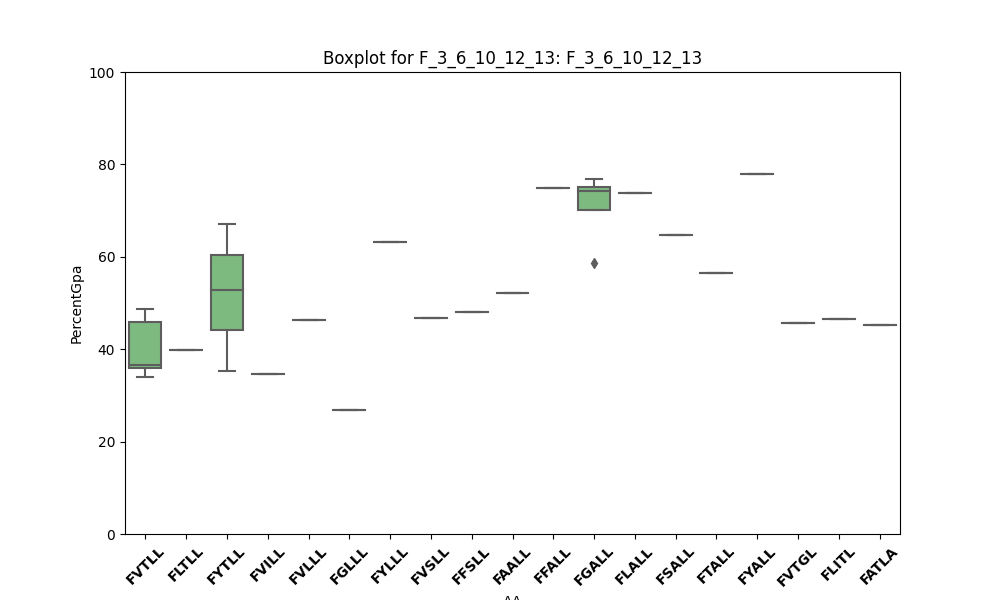 Boxplot for F_3_6_10_12_13: F_3_6_10_12_13
100
80
60
40
20
0
PercentGpa
FVTLL FLTLL FYTLL FVILL FVLLL FGLLL FYLLL FVSLL FFSLL FAALL FFALL FGALL FLALL FSALL FTALL FYALL FVTGL FLITL FATLA